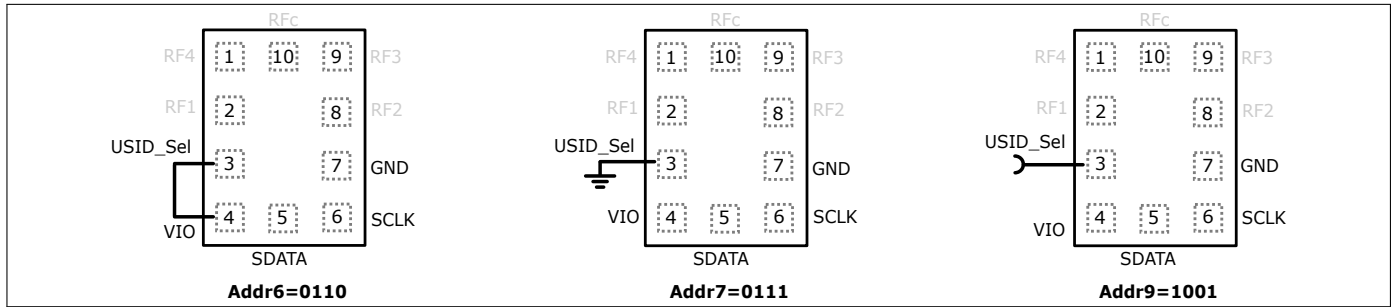 RFc
RF4 1 10 9 RF3
RF1 2 8 RF2
USID_Sel
3 7 GND
4 5 6 SCLK
VIO
SDATA
Addr6=0110
RFc
RF4 1 10 9 RF3
RF1 2 8 RF2
USID_Sel
3 7 GND
VIO 4 5 6 SCLK
SDATA
Addr7=0111
RFc
RF4 1 10 9 RF3
RF1 2 8 RF2
USID_Sel
3 7 GND
4 5 6 SCLK
VIO
SDATA
Addr9=1001